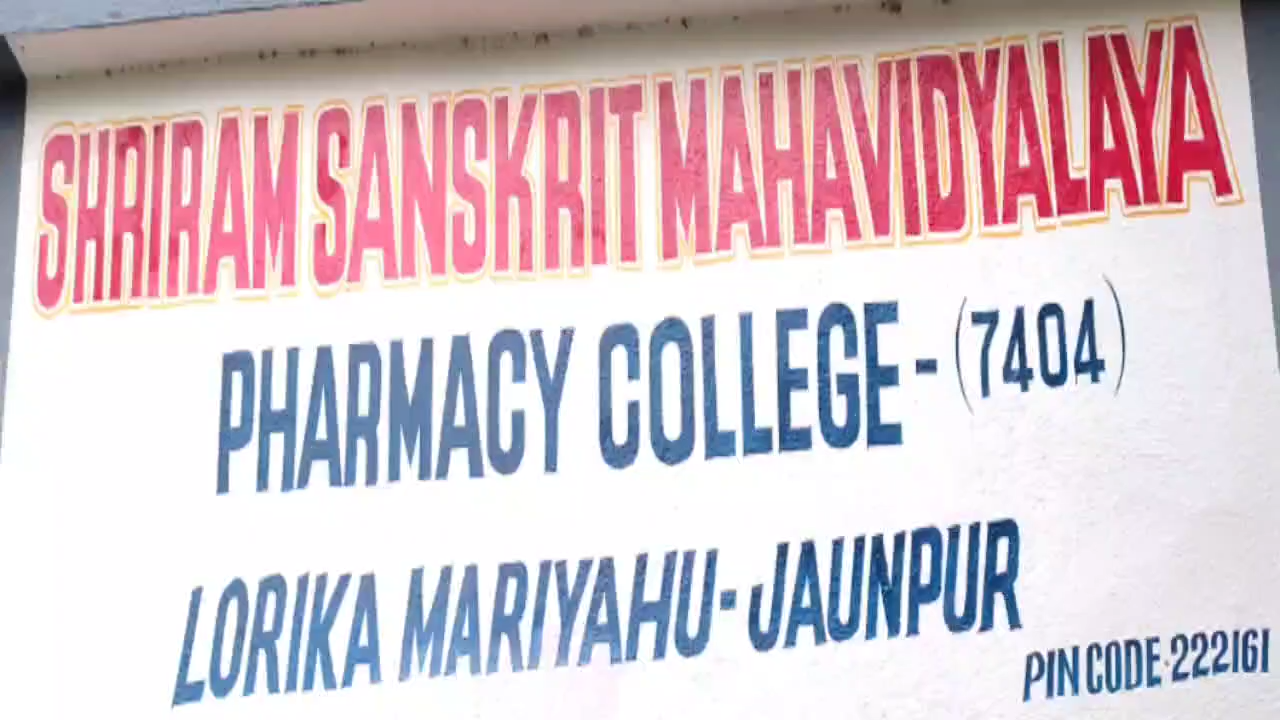 SHRIRAM SANSKRIT MAHAVIDYALAYA
PHARMACY COLLEGE - (7404)
LORIKA MARIYAHU-JAUNPUR
PIN CODE-222161